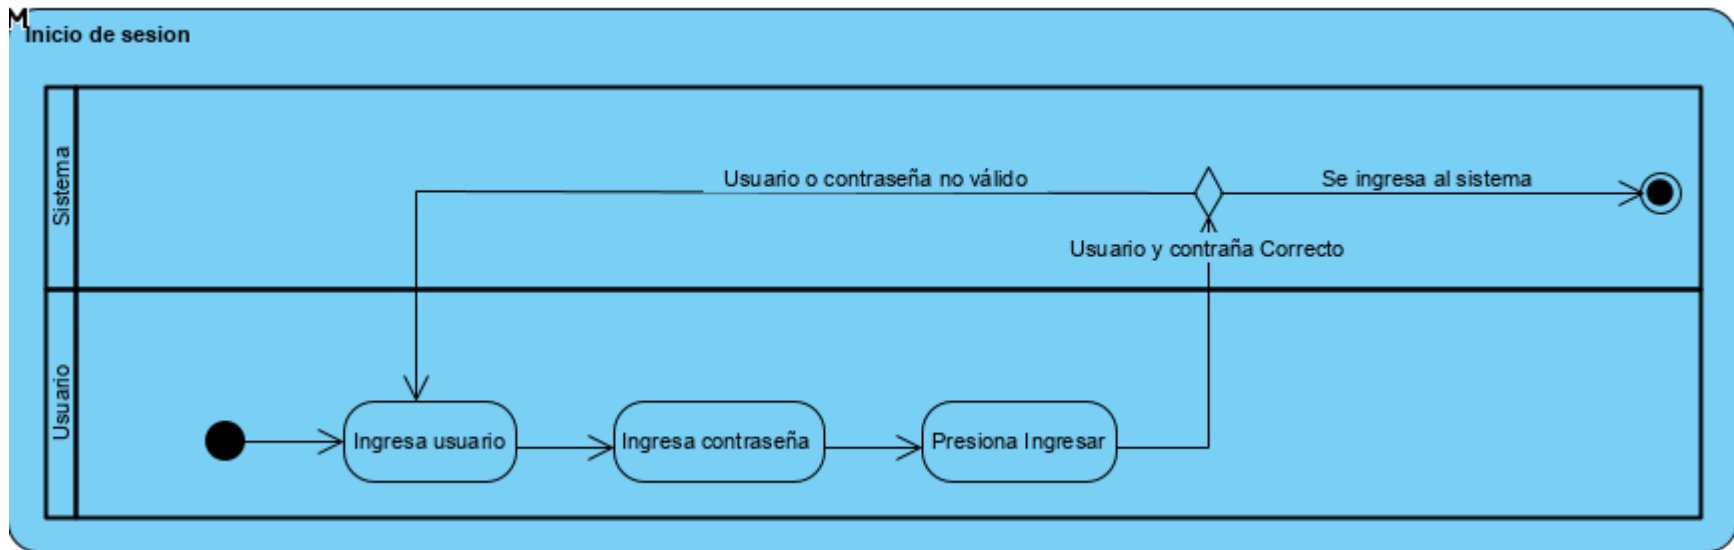 M
Inicio de sesion
Sistema
Usuario o contraseña no válido
Se ingresa al sistema
Usuario y contraña Correcto
Usuario
Ingresa usuario
Ingresa contraseña
Presiona Ingresar